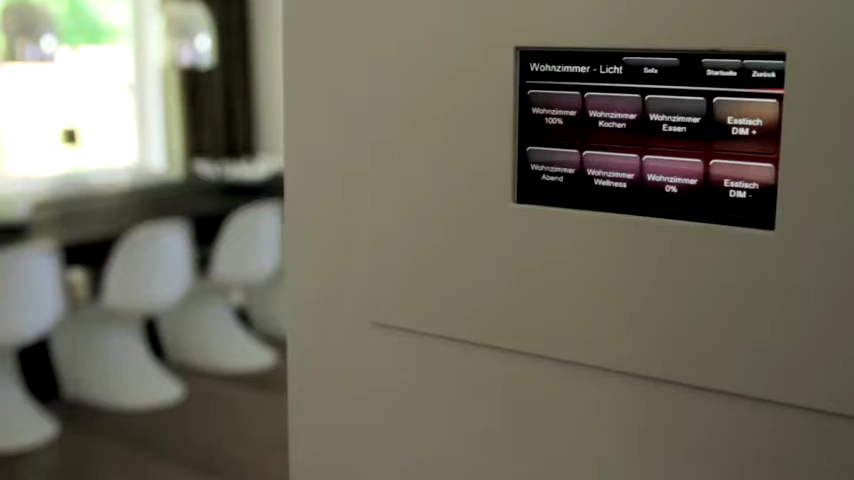 Wohnzimmer - Licht Sofa Startseite Zurück
Wohnzimmer
100%
Wohnzimmer
Kochen
Wohnzimmer
Essen
Esstisch
DIM +
Wohnzimmer
Abend
Wohnzimmer
Wellness
Wohnzimmer
0%
Esstisch
DIM -